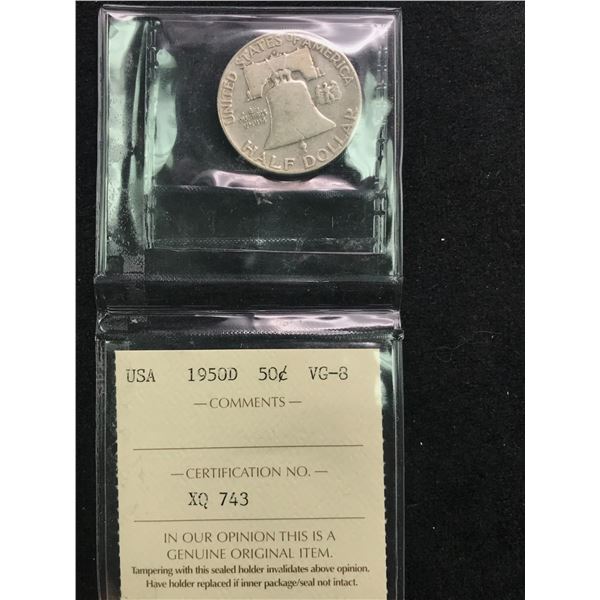 UNITED STATES OF AMERICA
HALF DOLLAR
USA 1950D 50¢ VG-8
— COMMENTS —
— CERTIFICATION NO. —
XQ 743
IN OUR OPINION THIS IS A
GENUINE ORIGINAL ITEM.
Tampering with this sealed holder invalidates above opinion.
Have holder replaced if inner package/seal not intact.